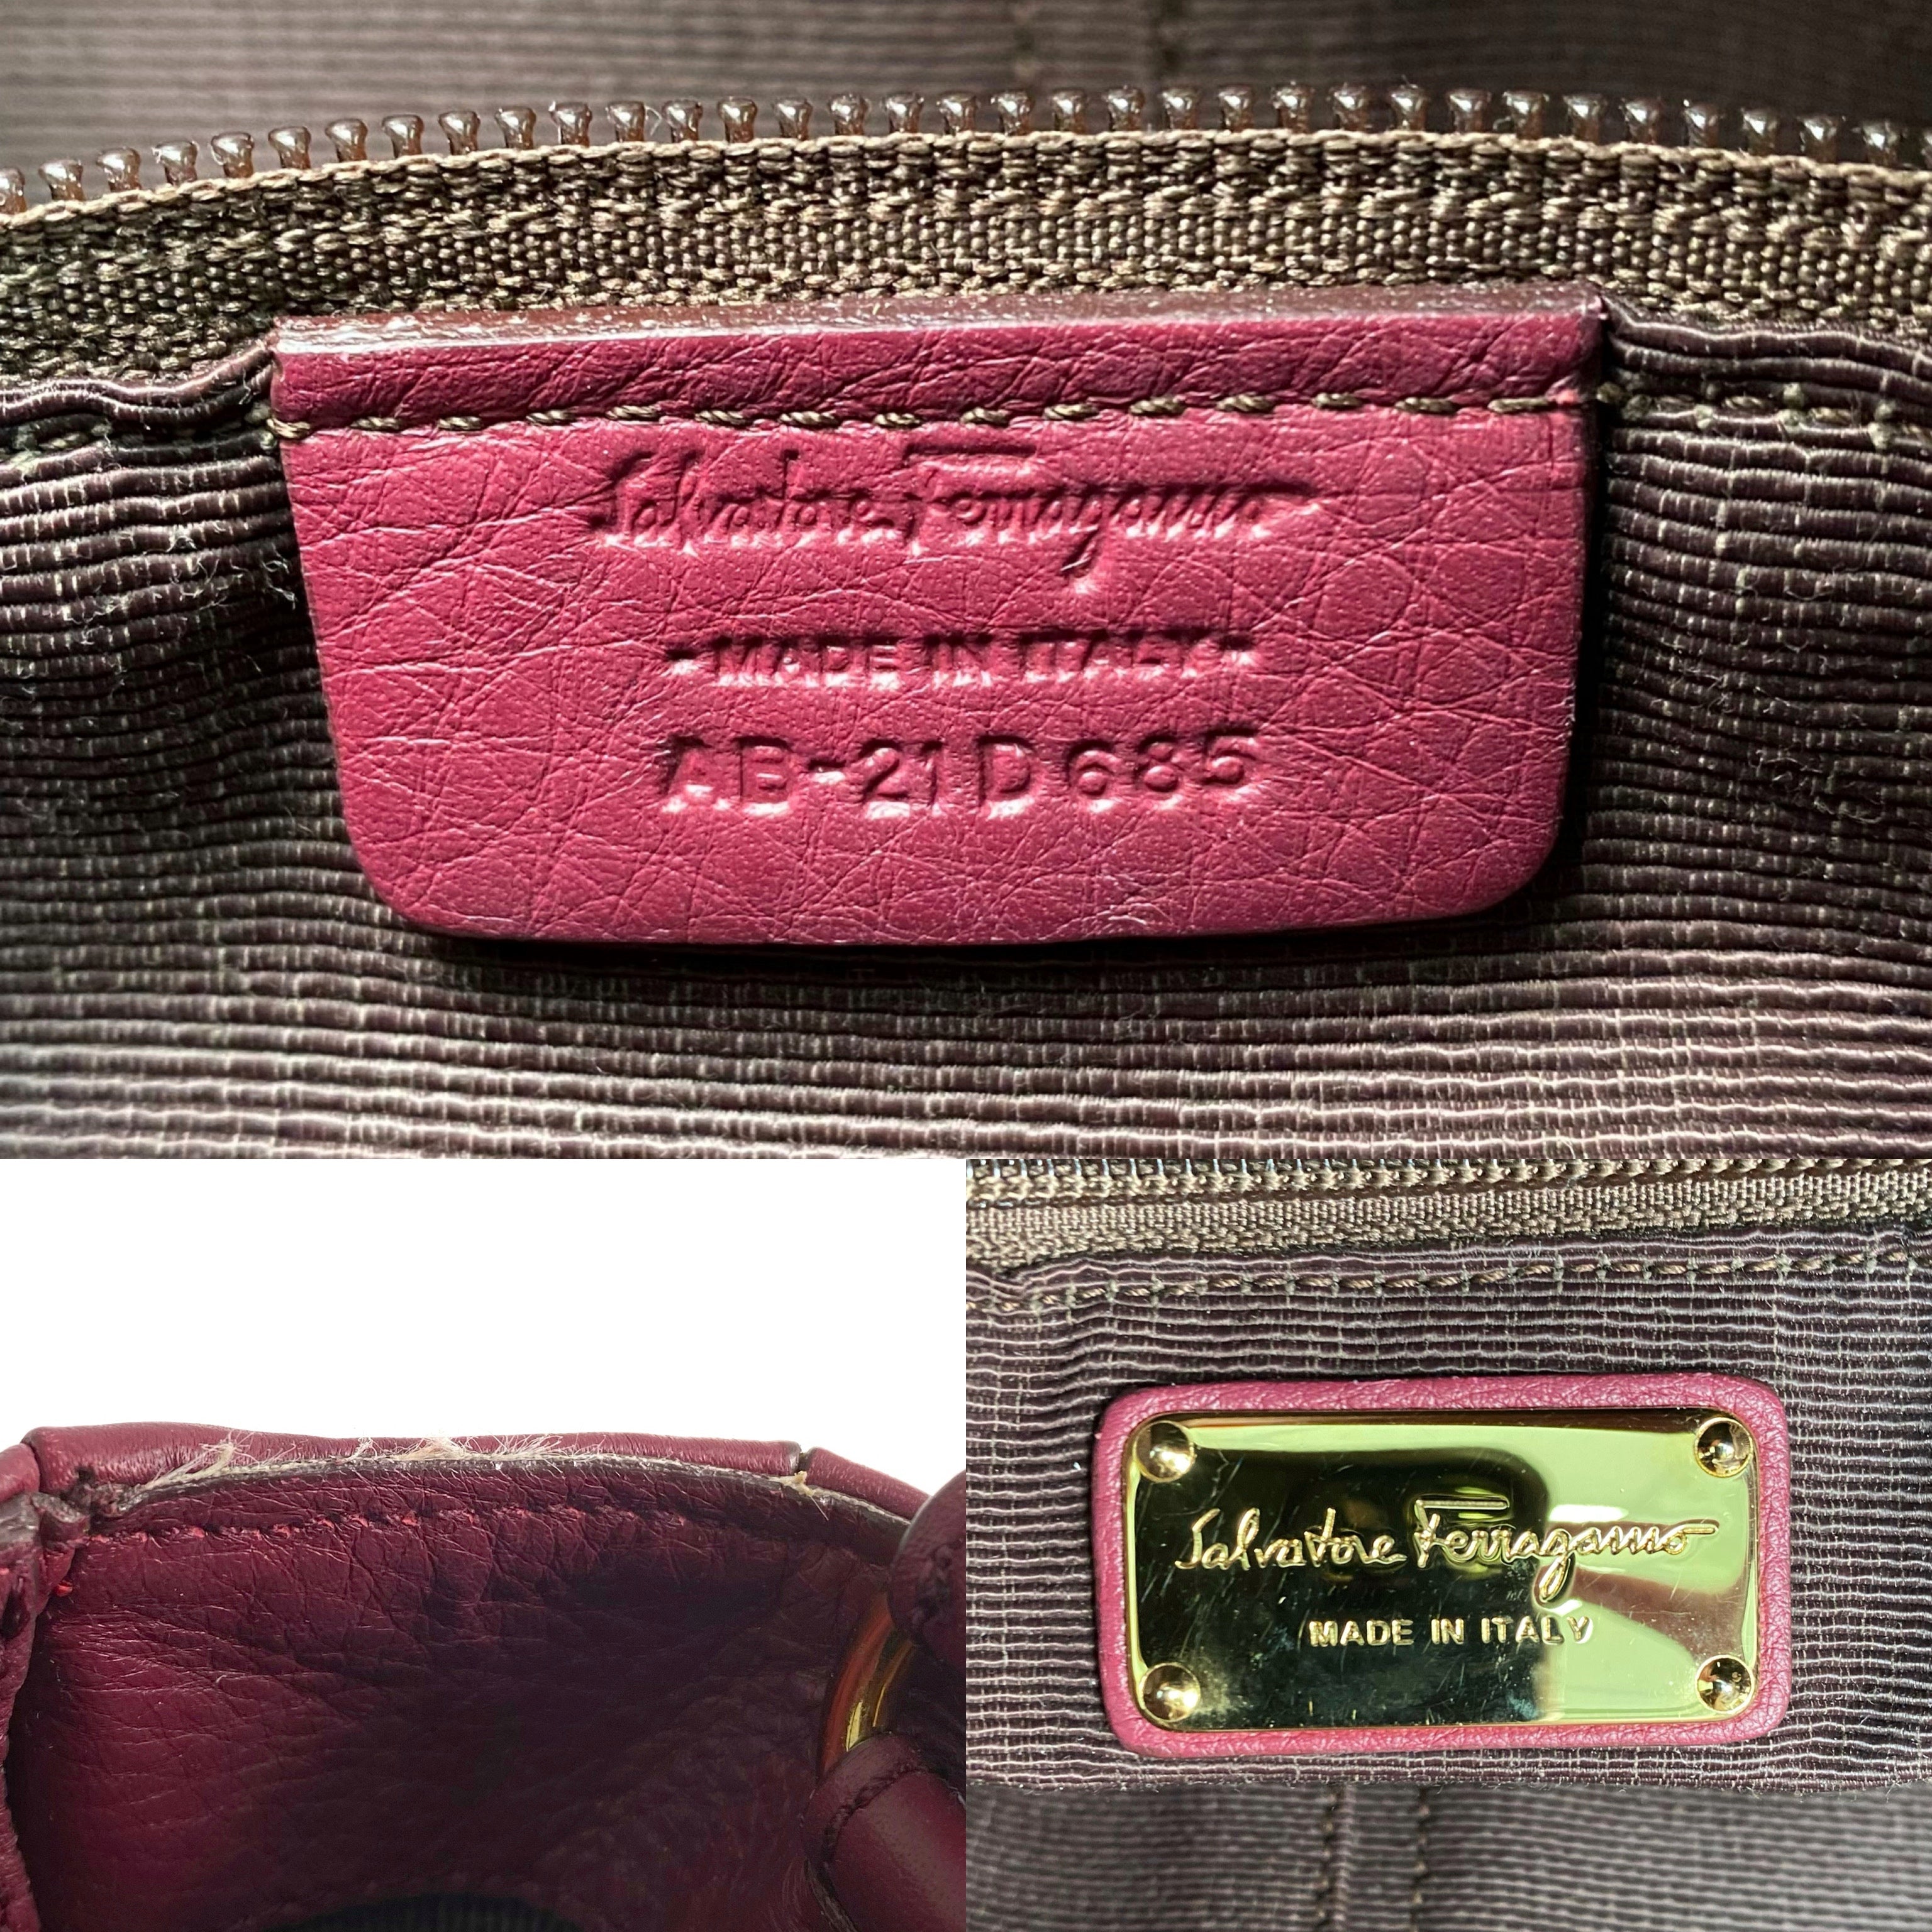 Salvatore Ferragamo
-MADE IN ITALY-
AB-21D685
Salvatore Ferragamo
MADE IN ITALY